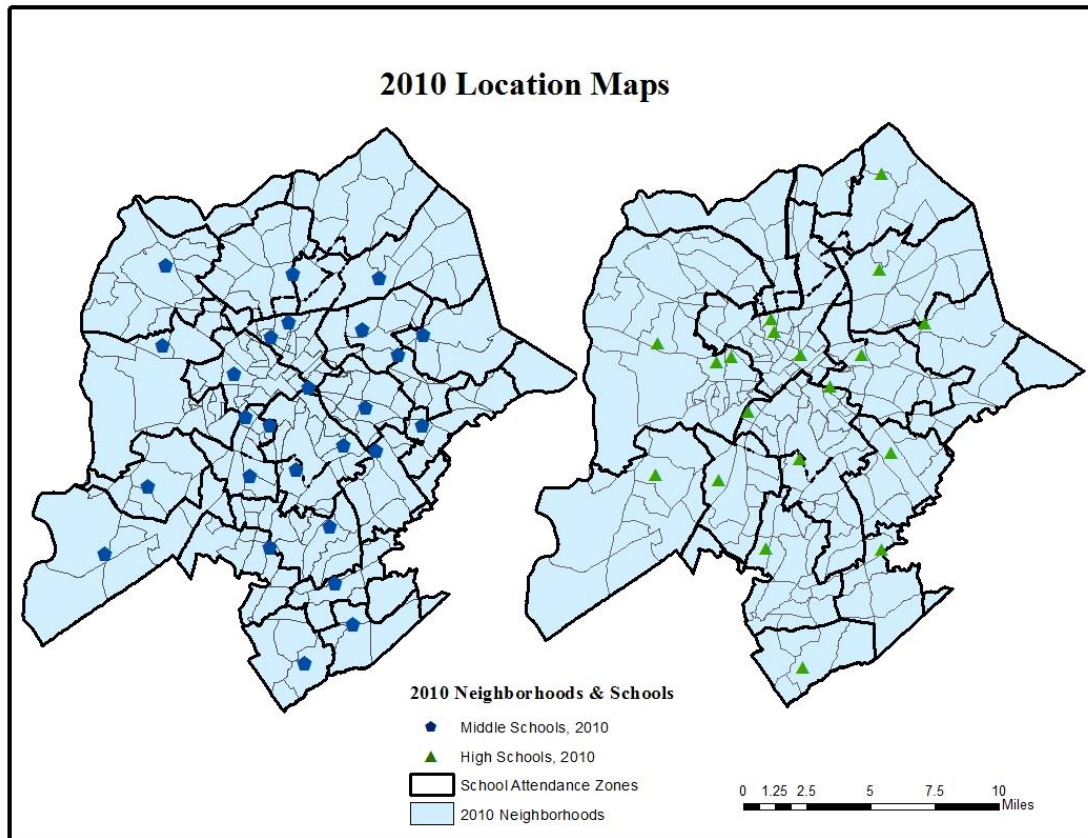 2010 Location Maps
2010 Neighborhoods & Schools
Middle Schools, 2010
High Schools, 2010
School Attendance Zones
2010 Neighborhoods
0 1.25 2.5 5 7.5 10
Miles